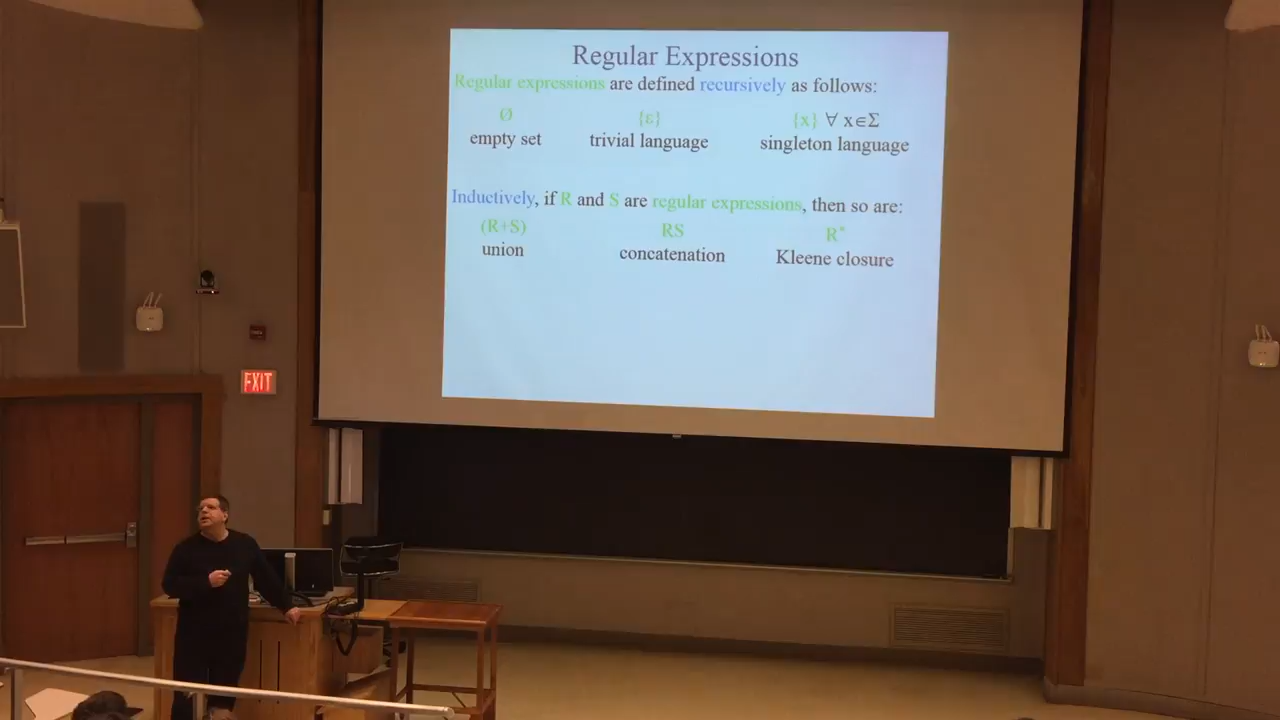 Regular Expressions
Regular expressions are defined recursively as follows:
Ø {ε} {x} ∀ x∈Σ
empty set trivial language singleton language
Inductively, if R and S are regular expressions, then so are:
(R+S) RS R*
union concatenation Kleene closure
EXIT